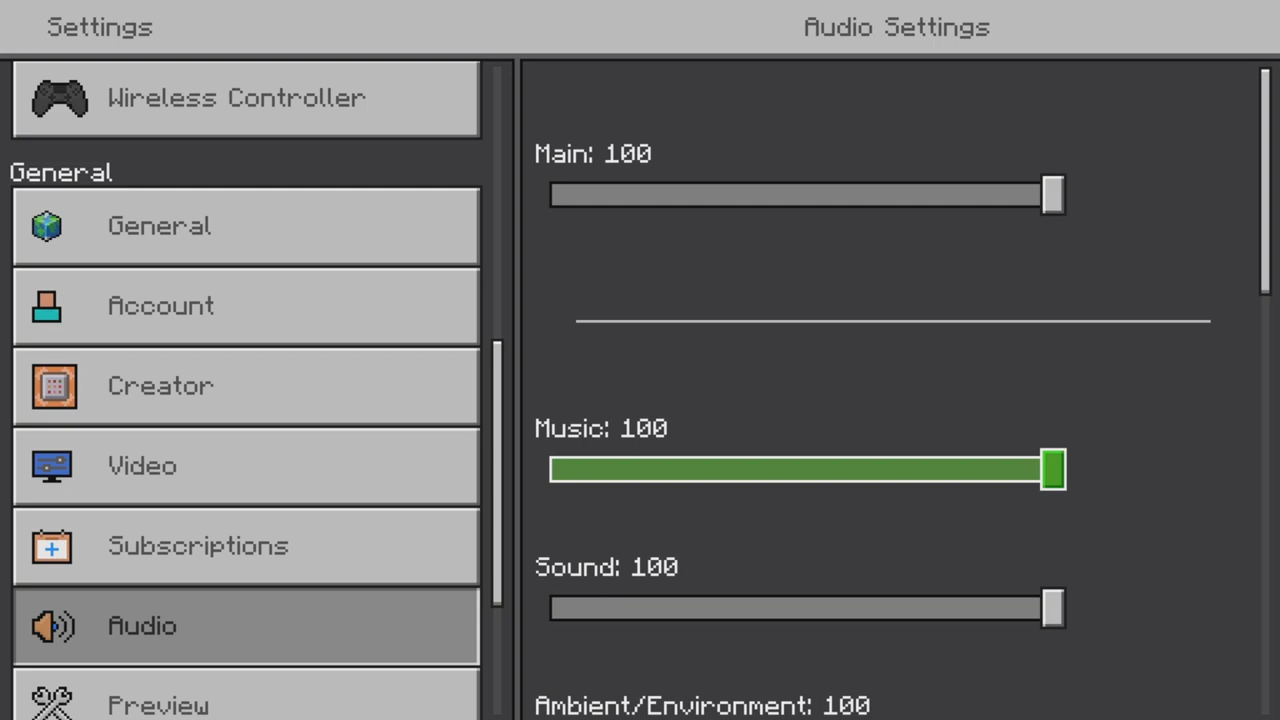 Settings
Audio Settings
Wireless Controller
General
General
Account
Creator
Video
Subscriptions
Audio
Preview
Main: 100
Music: 100
Sound: 100
Ambient/Environment: 100